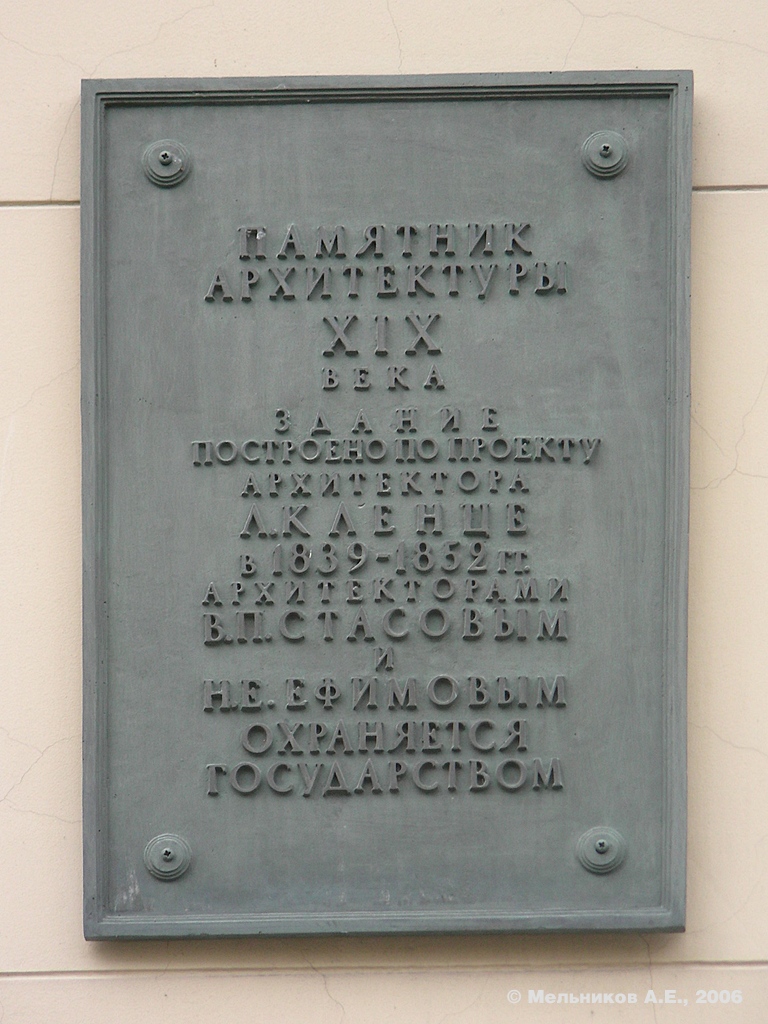 ПАМЯТНИК
АРХИТЕКТУРЫ
XIX
ВЕКА
ЗДАНИЕ
ПОСТРОЕНО ПО ПРОЕКТУ
АРХИТЕКТОРА
Л.КЛЕНЦЕ
В 1839-1852 ГГ.
АРХИТЕКТОРАМИ
В.П.СТАСОВЫМ
И
Н.Е.ЕФИМОВЫМ
ОХРАНЯЕТСЯ
ГОСУДАРСТВОМ
© Мельников А.Е., 2006